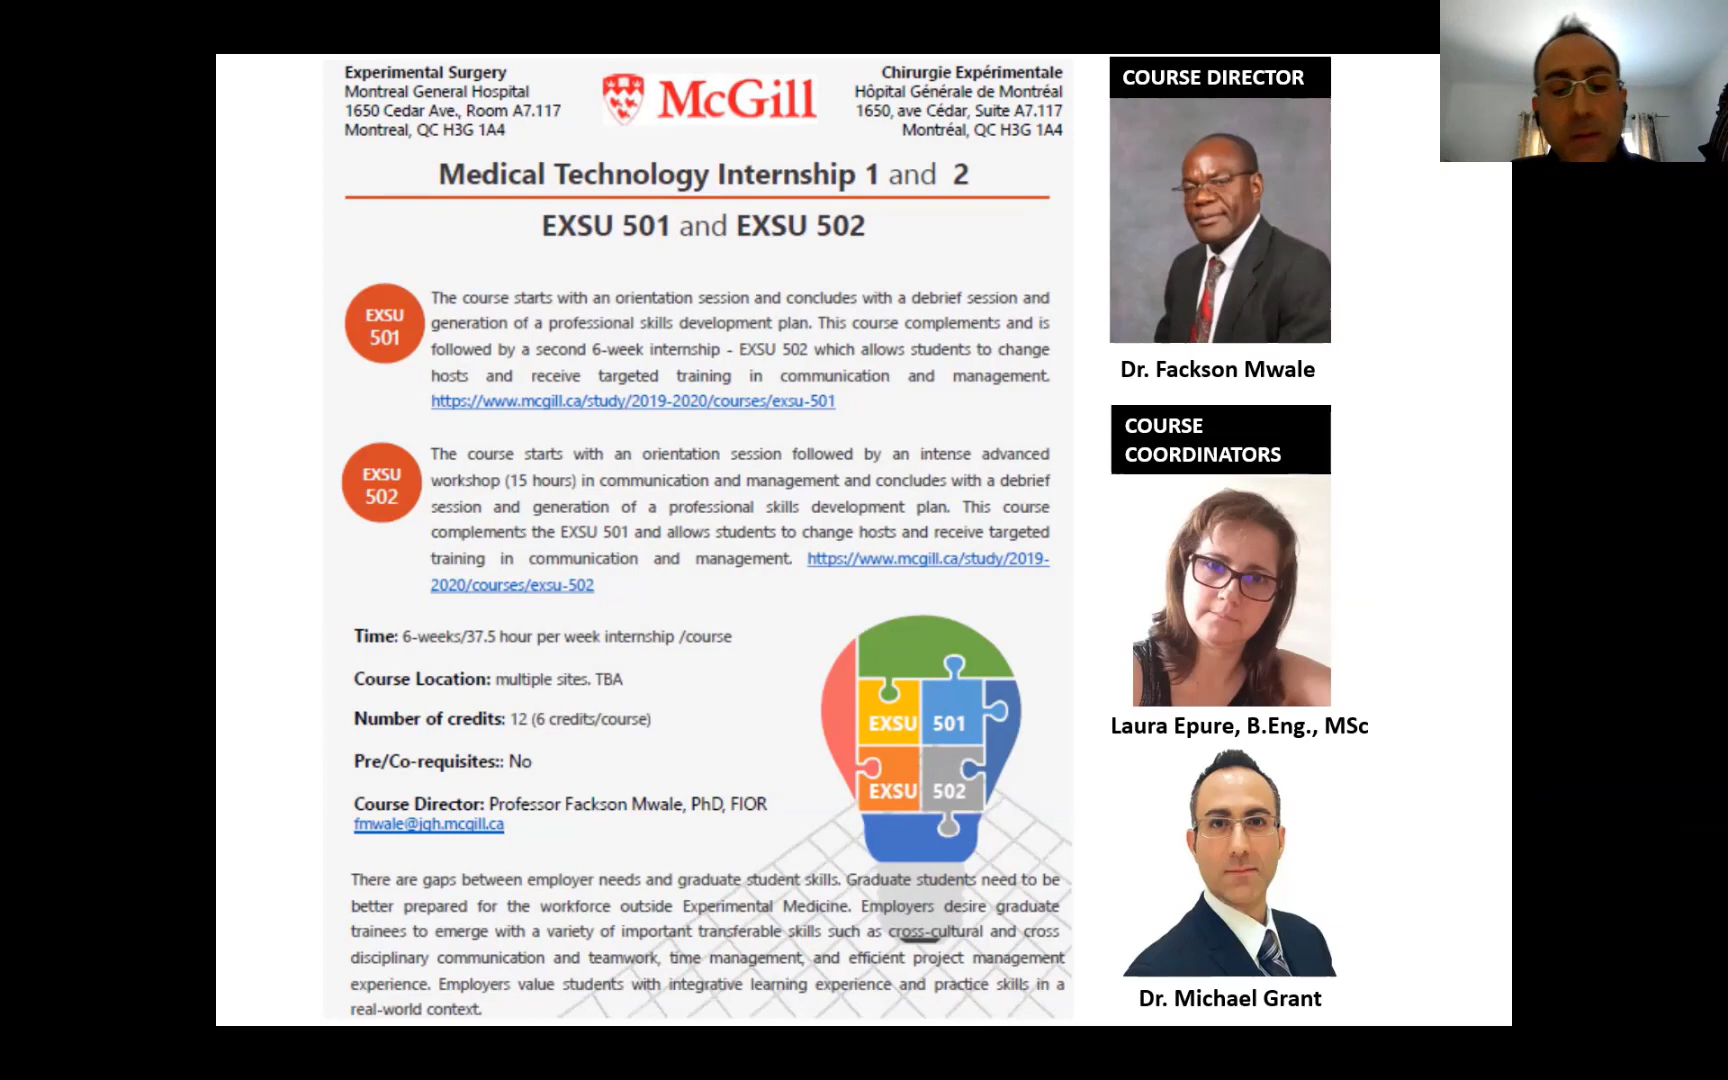 Experimental Surgery
Montreal General Hospital
1650 Cedar Ave., Room A7.117
Montreal, QC H3G 1A4
McGill
Chirurgie Expérimentale
Hôpital Générale de Montréal
1650, ave Cédar, Suite A7.117
Montréal, QC H3G 1A4
Medical Technology Internship 1 and 2
EXSU 501 and EXSU 502
EXSU
501
The course starts with an orientation session and concludes with a debrief session and
generation of a professional skills development plan. This course complements and is
followed by a second 6-week internship - EXSU 502 which allows students to change
hosts and receive targeted training in communication and management.
https://www.mcgill.ca/study/2019-2020/courses/exsu-501
EXSU
502
The course starts with an orientation session followed by an intense advanced
workshop (15 hours) in communication and management and concludes with a debrief
session and generation of a professional skills development plan. This course
complements the EXSU 501 and allows students to change hosts and receive targeted
training in communication and management. https://www.mcgill.ca/study/2019-
2020/courses/exsu-502
Time: 6-weeks/37.5 hour per week internship /course
Course Location: multiple sites. TBA
Number of credits: 12 (6 credits/course)
Pre/Co-requisites:: No
Course Director: Professor Fackson Mwale, PhD, FIOR
fmwale@jgh.mcgill.ca
EXSU 501
EXSU 502
There are gaps between employer needs and graduate student skills. Graduate students need to be
better prepared for the workforce outside Experimental Medicine. Employers desire graduate
trainees to emerge with a variety of important transferable skills such as cross-cultural and cross
disciplinary communication and teamwork, time management, and efficient project management
experience. Employers value students with integrative learning experience and practice skills in a
real-world context.
COURSE DIRECTOR
Dr. Fackson Mwale
COURSE
COORDINATORS
Laura Epure, B.Eng., MSc
Dr. Michael Grant